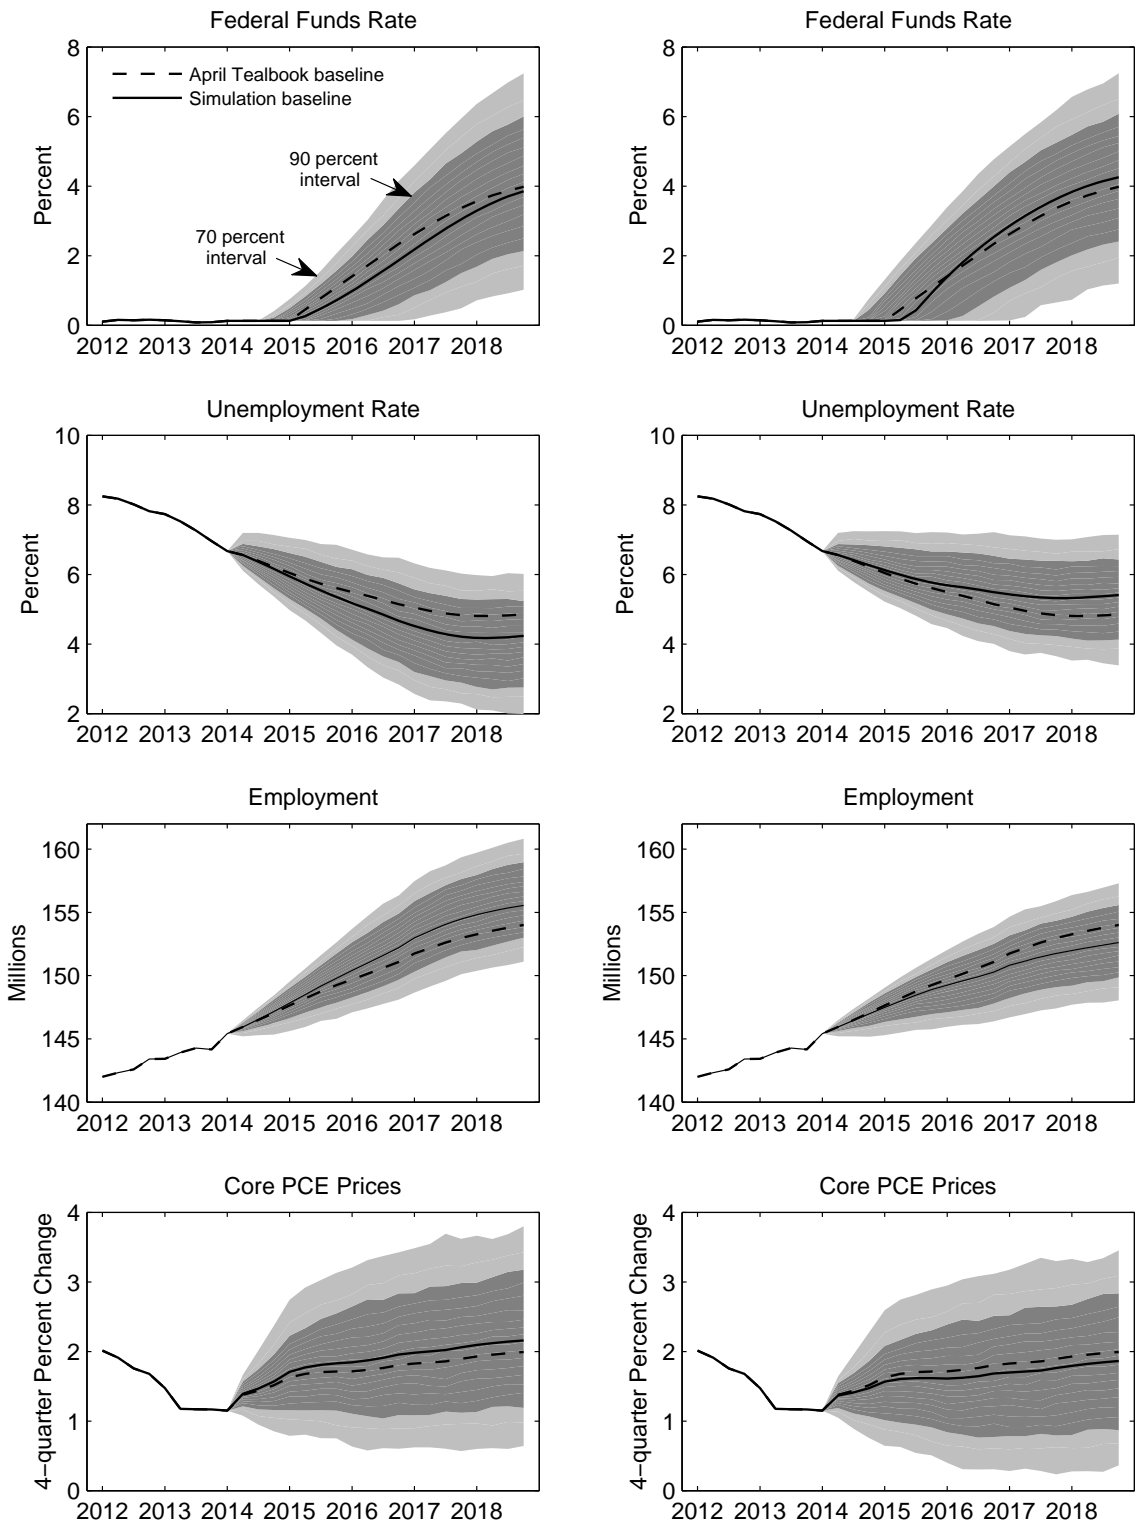 Federal Funds Rate
8
6
4
2
0
Percent
April Tealbook baseline
Simulation baseline
90 percent
interval
70 percent
interval
2012 2013 2014 2015 2016 2017 2018
Federal Funds Rate
8
6
4
2
0
Percent
2012 2013 2014 2015 2016 2017 2018
Unemployment Rate
10
8
6
4
2
Percent
2012 2013 2014 2015 2016 2017 2018
Unemployment Rate
10
8
6
4
2
Percent
2012 2013 2014 2015 2016 2017 2018
Employment
160
155
150
145
140
Millions
2012 2013 2014 2015 2016 2017 2018
Employment
160
155
150
145
140
Millions
2012 2013 2014 2015 2016 2017 2018
Core PCE Prices
4
3
2
1
0
4−quarter Percent Change
2012 2013 2014 2015 2016 2017 2018
Core PCE Prices
4
3
2
1
0
4−quarter Percent Change
2012 2013 2014 2015 2016 2017 2018